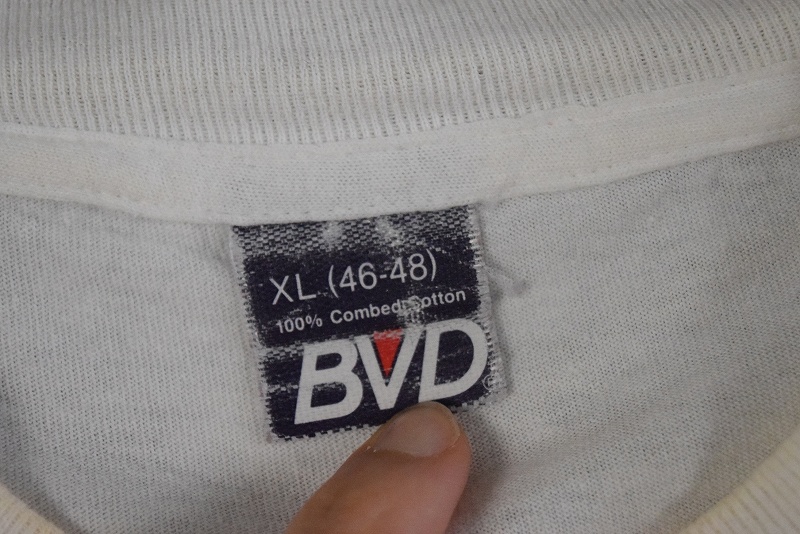 XL (46-48)
100% Combed Cotton
BVD®